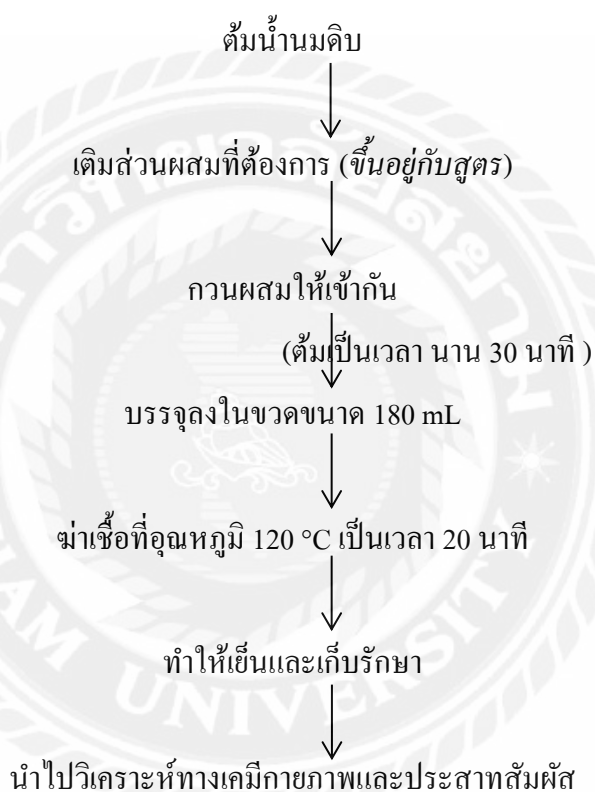 ต้มน้ำนมดิบ
เติมส่วนผสมที่ต้องการ (ขึ้นอยู่กับสูตร)
กวนผสมให้เข้ากัน
(ต้มเป็นเวลา นาน 30 นาที )
บรรจุลงในขวดขนาด 180 mL
ฆ่าเชื้อที่อุณหภูมิ 120 °C เป็นเวลา 20 นาที
ทำให้เย็นและเก็บรักษา
นำไปวิเคราะห์ทางเคมีกายภาพและประสาทสัมผัส